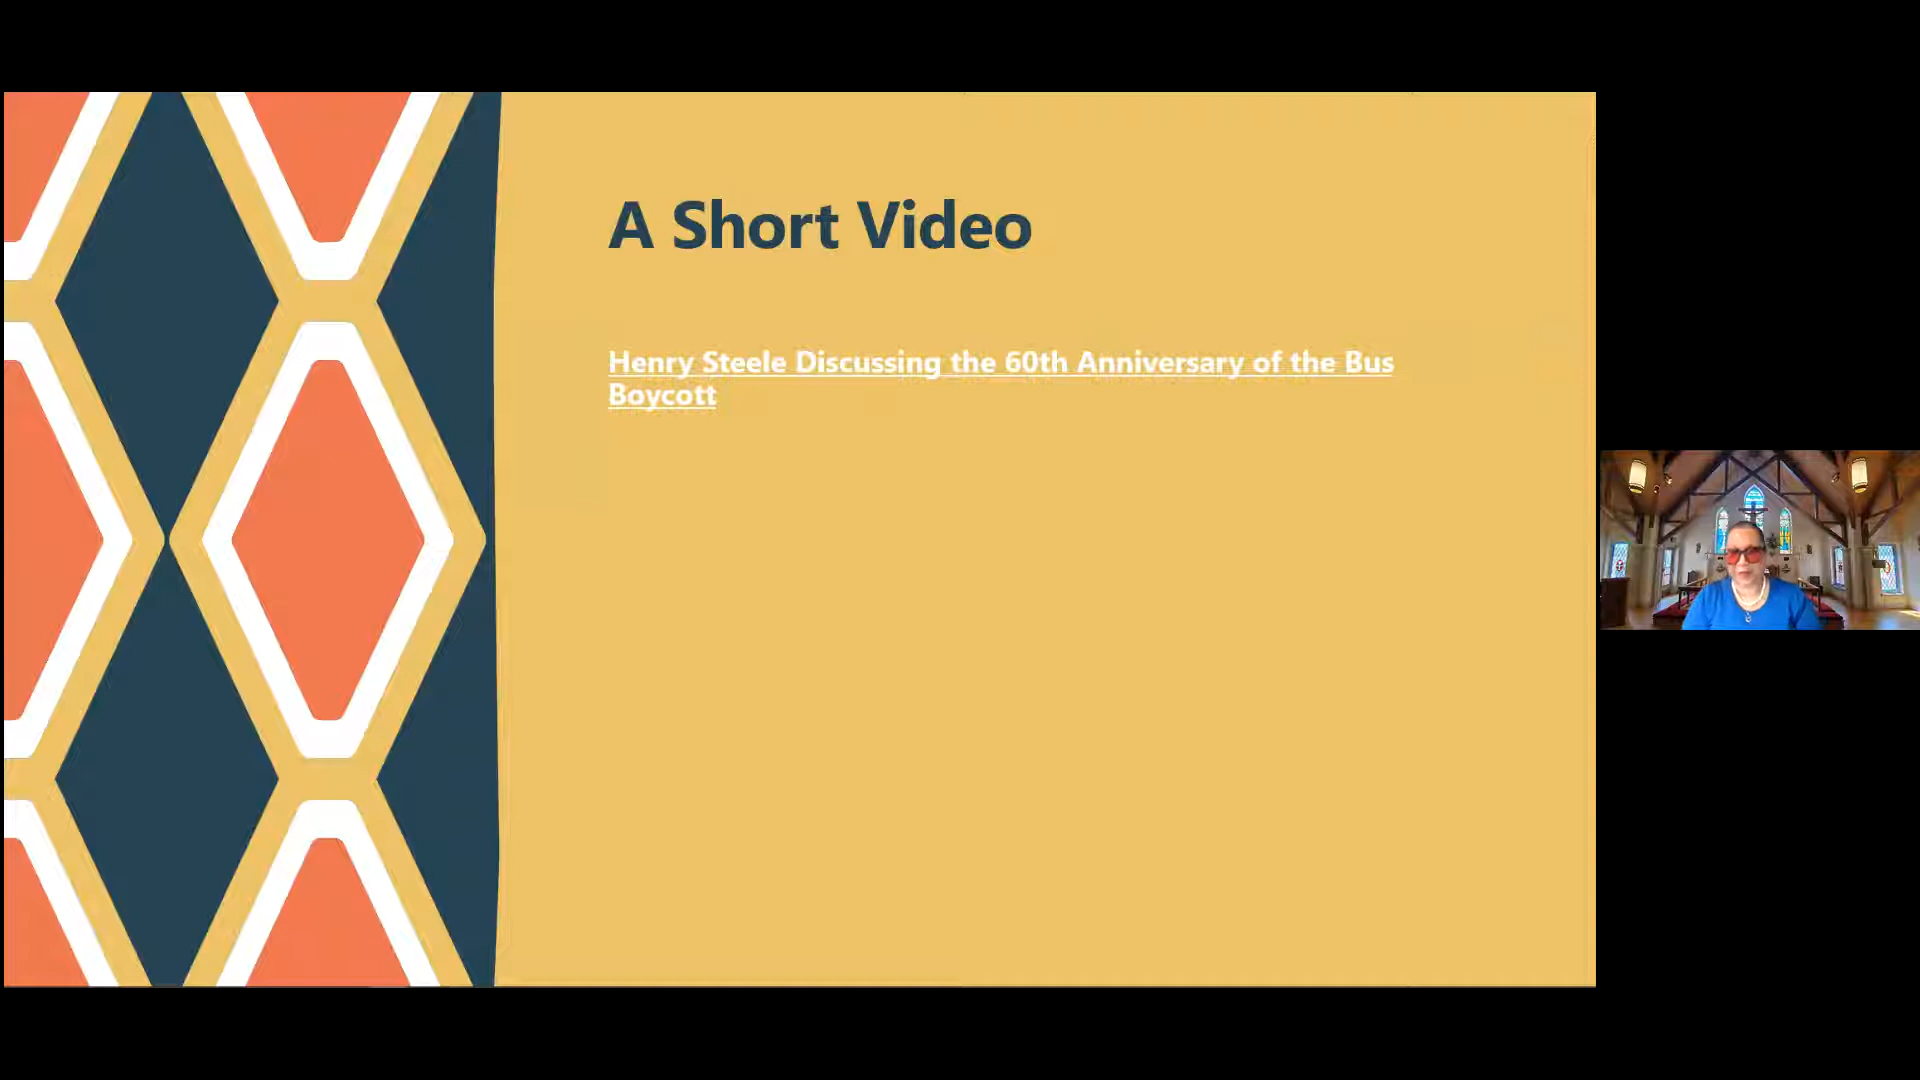 A Short Video
Henry Steele Discussing the 60th Anniversary of the Bus
Boycott